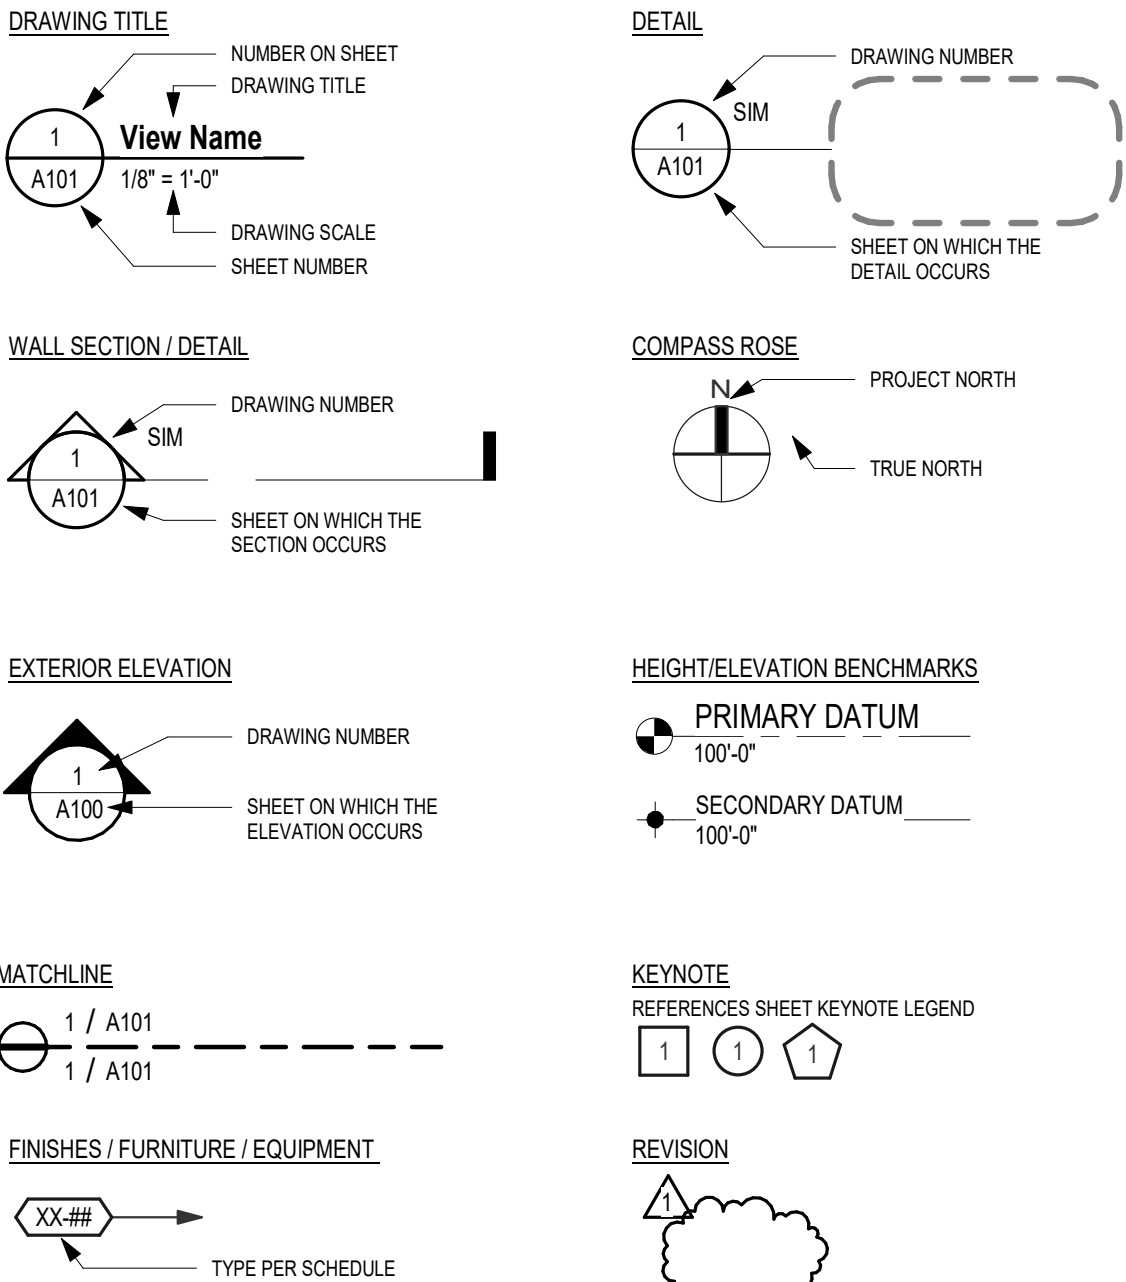 DRAWING TITLE
NUMBER ON SHEET
DRAWING TITLE
1
View Name
A101
1/8" = 1'-0"
DRAWING SCALE
SHEET NUMBER
DETAIL
DRAWING NUMBER
SIM
1
A101
SHEET ON WHICH THE
DETAIL OCCURS
WALL SECTION / DETAIL
DRAWING NUMBER
SIM
1
A101
SHEET ON WHICH THE
SECTION OCCURS
COMPASS ROSE
N
PROJECT NORTH
TRUE NORTH
EXTERIOR ELEVATION
DRAWING NUMBER
1
A100
SHEET ON WHICH THE
ELEVATION OCCURS
HEIGHT/ELEVATION BENCHMARKS
PRIMARY DATUM
100'-0"
SECONDARY DATUM
100'-0"
MATCHLINE
1 / A101
1 / A101
KEYNOTE
REFERENCES SHEET KEYNOTE LEGEND
1 1 1
FINISHES / FURNITURE / EQUIPMENT
XX-##
TYPE PER SCHEDULE
REVISION
1